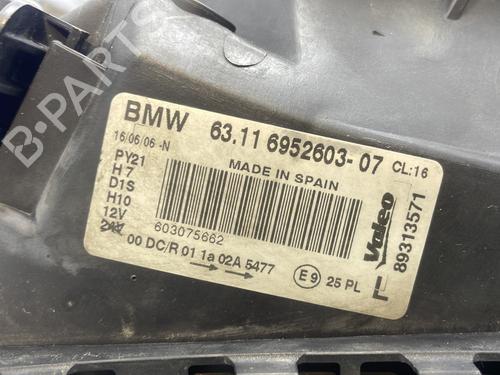 B-PARTS
BMW 63.11 6952603-07 CL:16
16/06/06 -N
MADE IN SPAIN
PY21
H7
D1S
H10
12V
24V
603075662
00 DC/R 01 1a 02A 5477
E9 25 PL
Valeo
89313571
L